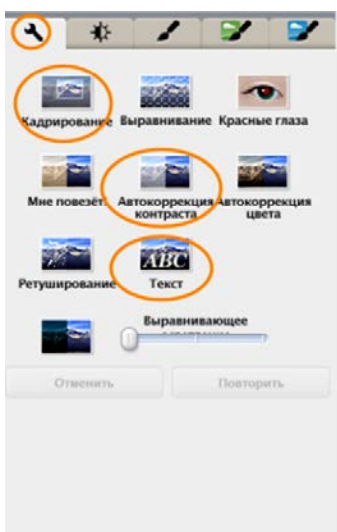 Кадрирование Выравнивание Красные глаза
Мне повезёт! Автокоррекция контраста Автокоррекция цвета
Ретуширование ABC Текст
Выравнивающее
Отменить Повторить